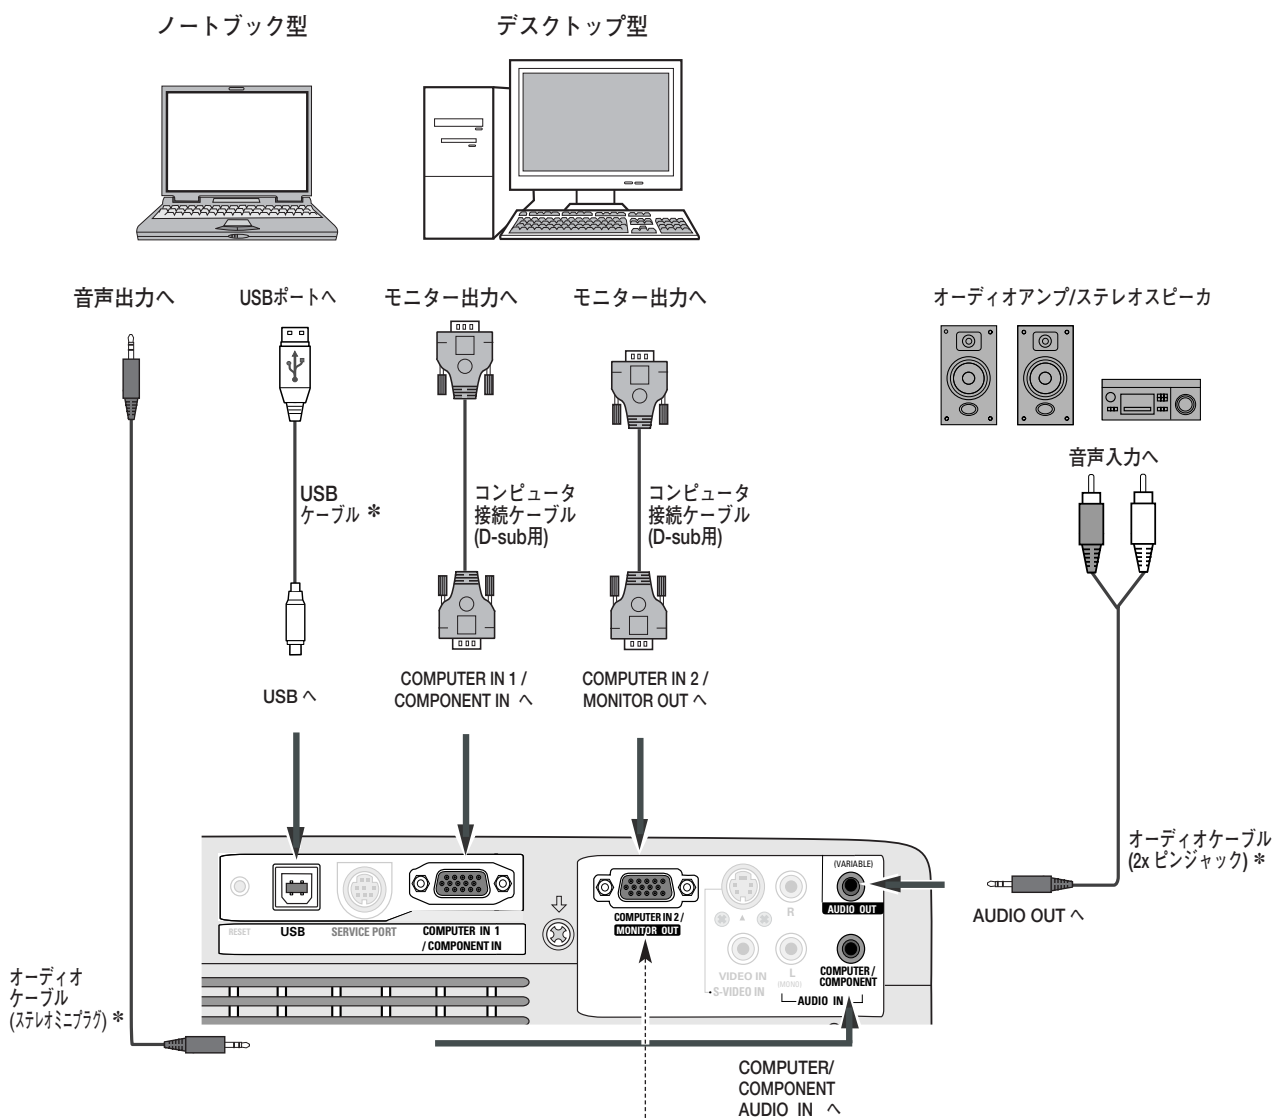 ノートブック型
デスクトップ型
音声出力へ
USBポートへ
モニター出力へ
モニター出力へ
オーディオアンプ/ステレオスピーカ
音声入力へ
USB
ケーブル *
コンピュータ
接続ケーブル
(D-sub用)
コンピュータ
接続ケーブル
(D-sub用)
USB へ
COMPUTER IN 1 /
COMPONENT IN へ
COMPUTER IN 2 /
MONITOR OUT へ
オーディオケーブル
(2x ピンジャック) *
AUDIO OUT へ
RESET
USB
SERVICE PORT
COMPUTER IN 1
/ COMPONENT IN
COMPUTER IN 2 /
MONITOR OUT
(VARIABLE)
AUDIO OUT
R
VIDEO IN
S-VIDEO IN
L
(MONO)
COMPUTER /
COMPONENT
AUDIO IN
オーディオ
ケーブル
(ステレオミニプラグ) *
COMPUTER/
COMPONENT
AUDIO IN へ